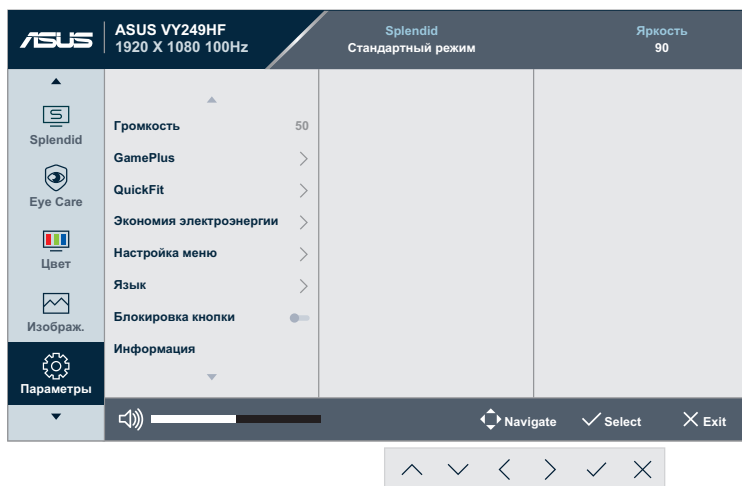 ASUS
ASUS VY249HF
1920 X 1080 100Hz
Splendid
Стандартный режим
Яркость
90
Splendid
Eye Care
Цвет
Изображ.
Параметры
Громкость 50
GamePlus
QuickFit
Экономия электроэнергии
Настройка меню
Язык
Блокировка кнопки
Информация
Navigate Select Exit